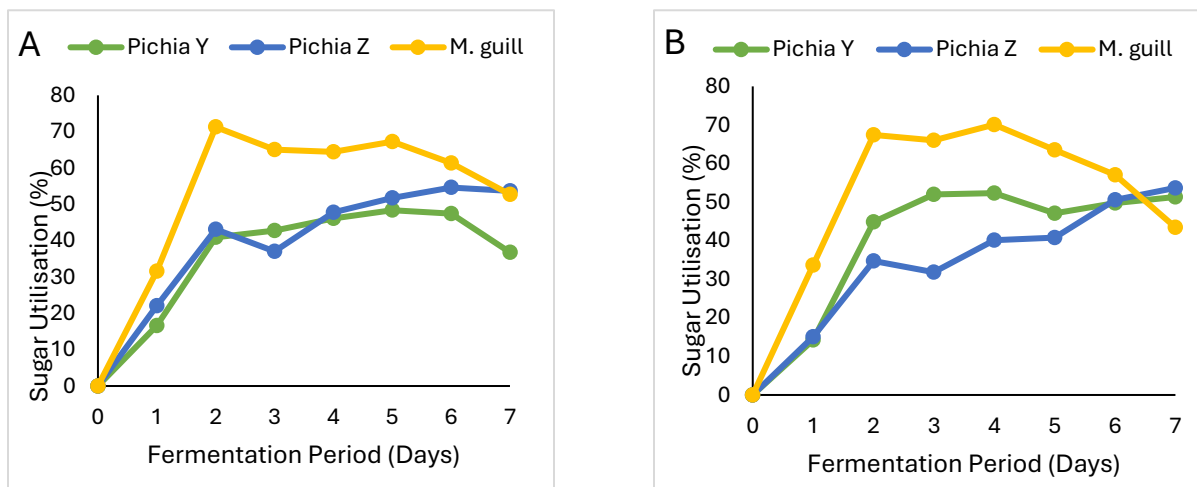 A
Pichia Y Pichia Z M. guill
Sugar Utilisation (%)
80
70
60
50
40
30
20
10
0
0 1 2 3 4 5 6 7
Fermentation Period (Days)
B
Pichia Y Pichia Z M. guill
Sugar Utilisation (%)
80
70
60
50
40
30
20
10
0
0 1 2 3 4 5 6 7
Fermentation Period (Days)